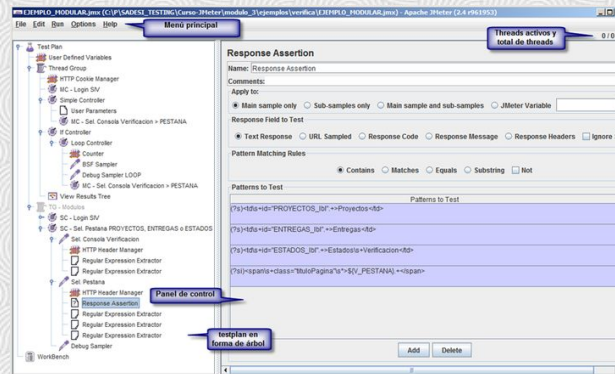 EJEMPLO_MODULAR.jmx (C:\P\SADESI_TESTING\Curso-JMeter\modulo_3\ejemplos\verifica\EJEMPLO_MODULAR.jmx) - Apache JMeter (2.4 r961953)
File Edit Run Options Help
Menú principal
Threads activos y
total de threads
0 / 0
Test Plan
User Defined Variables
Thread Group
HTTP Cookie Manager
MC - Login SIV
Simple Controller
User Parameters
MC - Sel. Consola Verificacion > PESTANA
If Controller
Loop Controller
Counter
BSF Sampler
Debug Sampler LOOP
MC - Sel. Consola Verificacion > PESTANA
View Results Tree
TG - Modulos
SC - Login SIV
SC - Sel. Pestana PROYECTOS, ENTREGAS o ESTADOS
Sel. Consola Verificacion
HTTP Header Manager
Regular Expression Extractor
Regular Expression Extractor
Sel. Pestana
HTTP Header Manager
Response Assertion
Regular Expression Extractor
Regular Expression Extractor
Regular Expression Extractor
Debug Sampler
WorkBench
Panel de control
testplan en
forma de árbol
Response Assertion
Name: Response Assertion
Comments:
Apply to:
Main sample only Sub-samples only Main sample and sub-samples JMeter Variable
Response Field to Test
Text Response URL Sampled Response Code Response Message Response Headers Ignore
Pattern Matching Rules
Contains Matches Equals Substring Not
Patterns to Test
Patterns to Test
(?s)<td\s+id="PROYECTOS_lbl".+>Proyectos</td>
(?s)<td\s+id="ENTREGAS_lbl".+>Entregas</td>
(?s)<td\s+id="ESTADOS_lbl".+>Estados\s+Verificacion</td>
(?si)<span\s+class="tituloPagina"\s*>${V_PESTANA}.+</span>
Add Delete